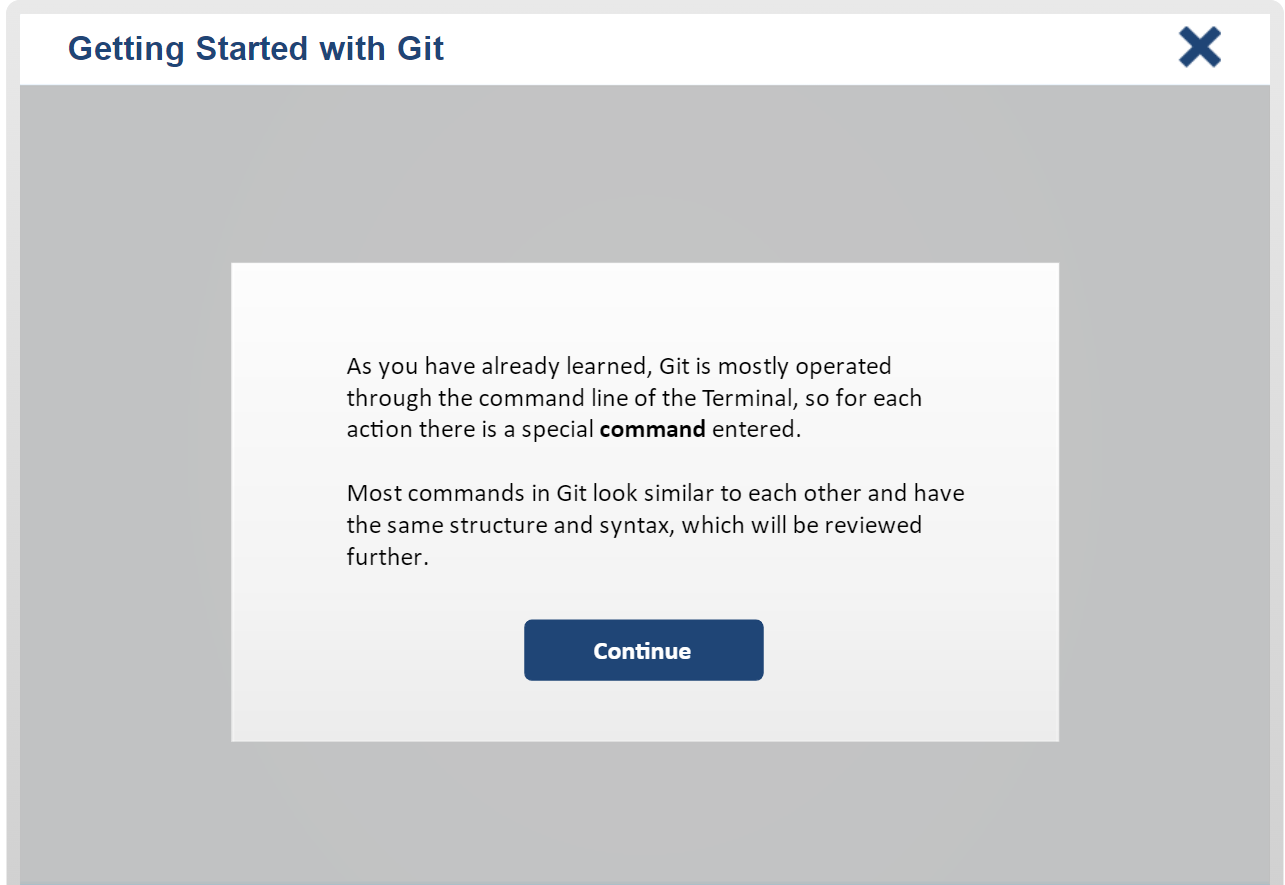 Getting Started with Git
As you have already learned, Git is mostly operated
through the command line of the Terminal, so for each
action there is a special command entered.
Most commands in Git look similar to each other and have
the same structure and syntax, which will be reviewed
further.
Continue